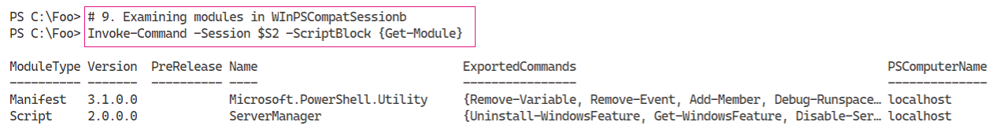 PS C:\Foo> # 9. Examining modules in WInPSCompatSessionb
PS C:\Foo> Invoke-Command -Session $S2 -ScriptBlock {Get-Module}
ModuleType Version  PreRelease Name                             ExportedCommands                                            PSComputerName
---------- -------  ---------- ----                             ----------------                                            --------------
Manifest   3.1.0.0             Microsoft.PowerShell.Utility     {Remove-Variable, Remove-Event, Add-Member, Debug-Runspace… localhost
Script     2.0.0.0             ServerManager                    {Uninstall-WindowsFeature, Get-WindowsFeature, Disable-Ser… localhost